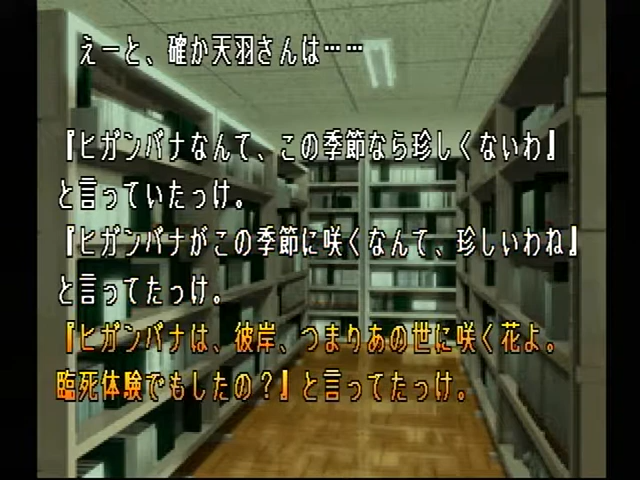 えーと、確か天羽さんは……
『ヒガンバナなんて、この季節なら珍しくないわ』
と言っていたっけ。
『ヒガンバナがこの季節に咲くなんて、珍しいわね』
と言ってたっけ。
『ヒガンバナは、彼岸、つまりあの世に咲く花よ。
臨死体験でもしたの？』と言ってたっけ。